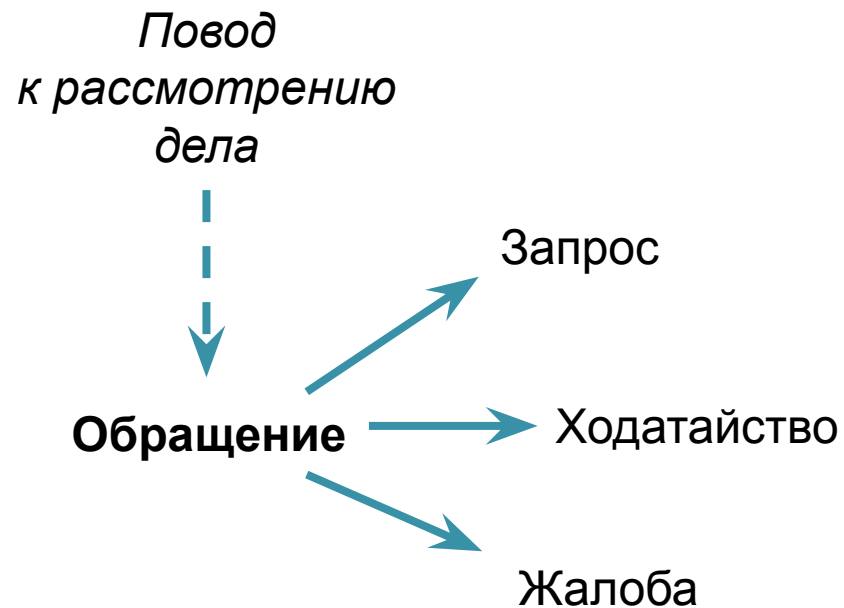 Повод
к рассмотрению
дела
Запрос
Обращение
Ходатайство
Жалоба